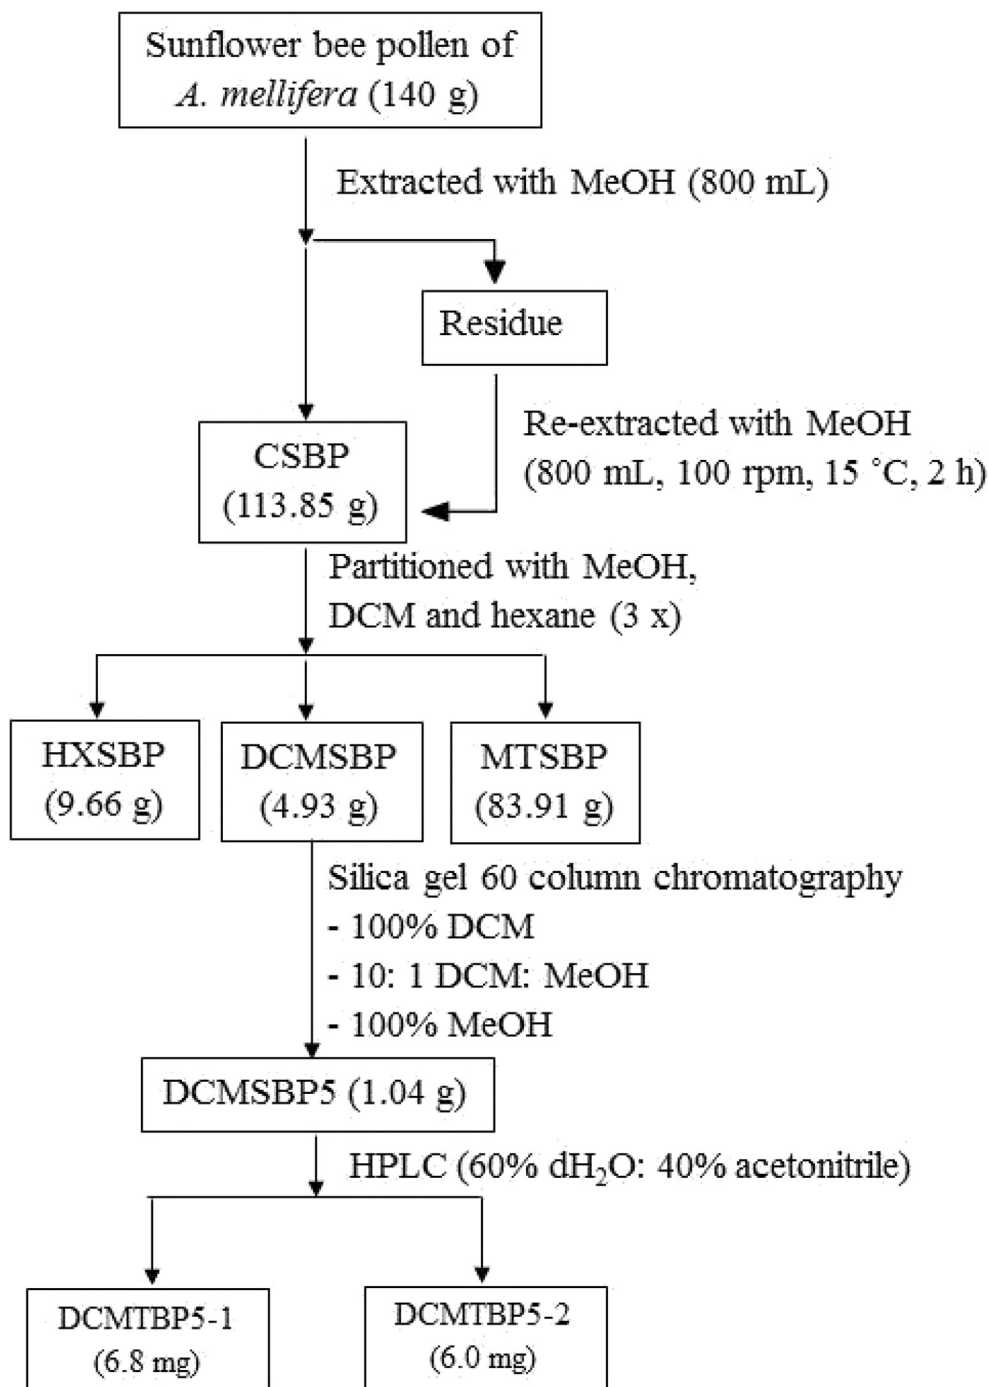 Sunflower bee pollen of
A. mellifera (140 g)
Extracted with MeOH (800 mL)
Residue
Re-extracted with MeOH
(800 mL, 100 rpm, 15 ˚C, 2 h)
CSBP
(113.85 g)
Partitioned with MeOH,
DCM and hexane (3 x)
HXSBP
(9.66 g)
DCMSBP
(4.93 g)
MTSBP
(83.91 g)
Silica gel 60 column chromatography
- 100% DCM
- 10: 1 DCM: MeOH
- 100% MeOH
DCMSBP5 (1.04 g)
HPLC (60% dH₂O: 40% acetonitrile)
DCMTBP5-1
(6.8 mg)
DCMTBP5-2
(6.0 mg)